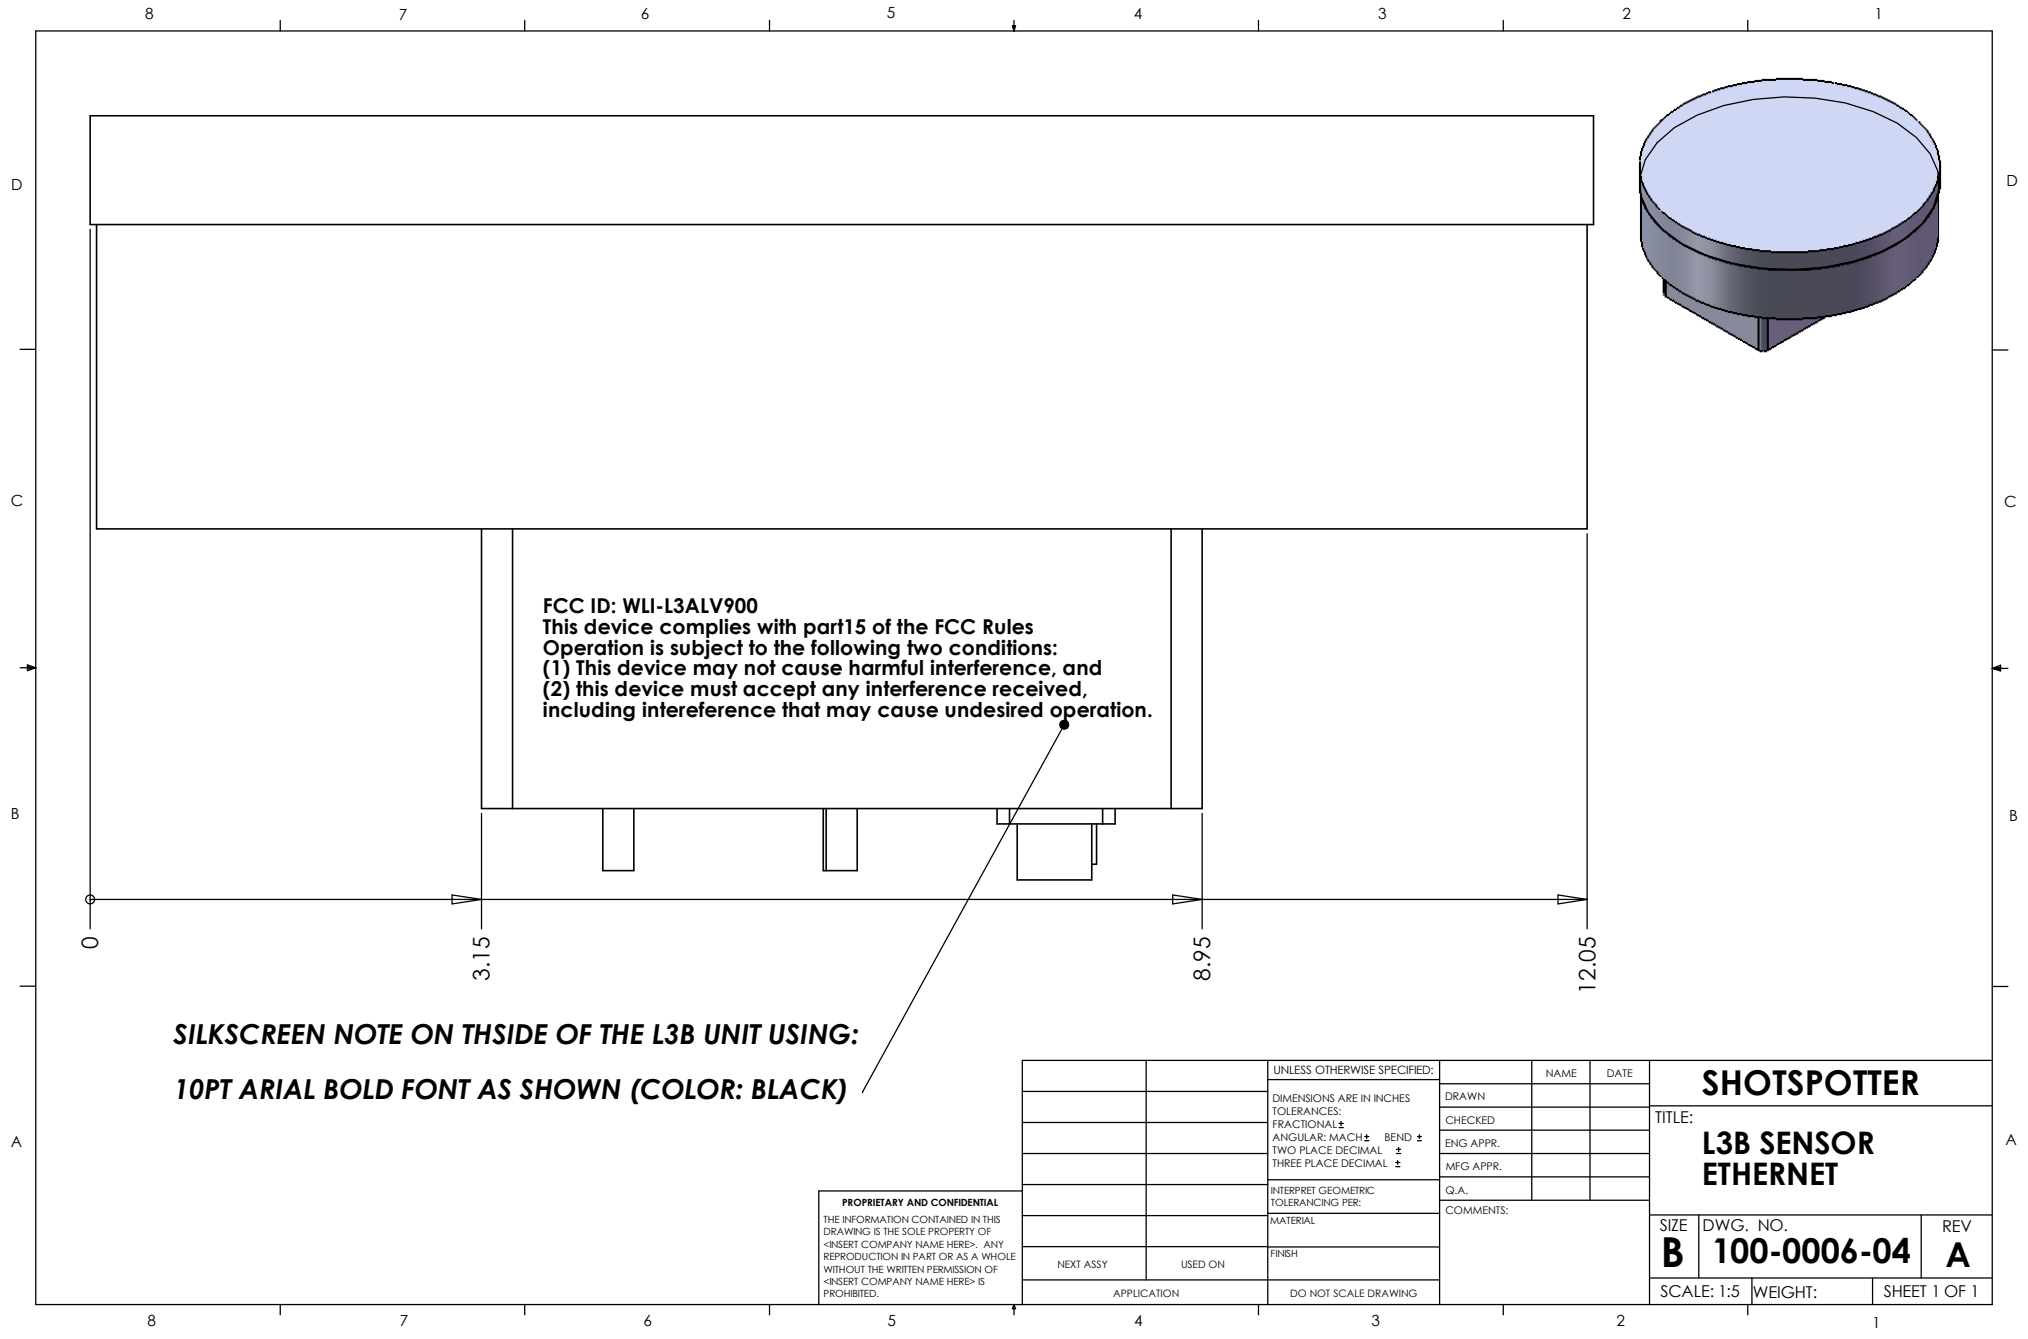 8 7 6 5 4 3 2 1
D D
C C
B B
A A
FCC ID: WLI-L3ALV900
This device complies with part15 of the FCC Rules
Operation is subject to the following two conditions:
(1) This device may not cause harmful interference, and
(2) this device must accept any interference received,
including intereference that may cause undesired operation.
0
3.15
8.95
12.05
SILKSCREEN NOTE ON THSIDE OF THE L3B UNIT USING:
10PT ARIAL BOLD FONT AS SHOWN (COLOR: BLACK)
PROPRIETARY AND CONFIDENTIAL
THE INFORMATION CONTAINED IN THIS
DRAWING IS THE SOLE PROPERTY OF
<INSERT COMPANY NAME HERE>. ANY
REPRODUCTION IN PART OR AS A WHOLE
WITHOUT THE WRITTEN PERMISSION OF
<INSERT COMPANY NAME HERE> IS
PROHIBITED.
NEXT ASSY
USED ON
APPLICATION
UNLESS OTHERWISE SPECIFIED:
DIMENSIONS ARE IN INCHES
TOLERANCES:
FRACTIONAL±
ANGULAR: MACH± BEND ±
TWO PLACE DECIMAL ±
THREE PLACE DECIMAL ±
INTERPRET GEOMETRIC
TOLERANCING PER:
MATERIAL
FINISH
DO NOT SCALE DRAWING
NAME
DATE
DRAWN
CHECKED
ENG APPR.
MFG APPR.
Q.A.
COMMENTS:
SHOTSPOTTER
TITLE:
L3B SENSOR
ETHERNET
SIZE
B
DWG. NO.
100-0006-04
REV
A
SCALE: 1:5
WEIGHT:
SHEET 1 OF 1
8 7 6 5 4 3 2 1